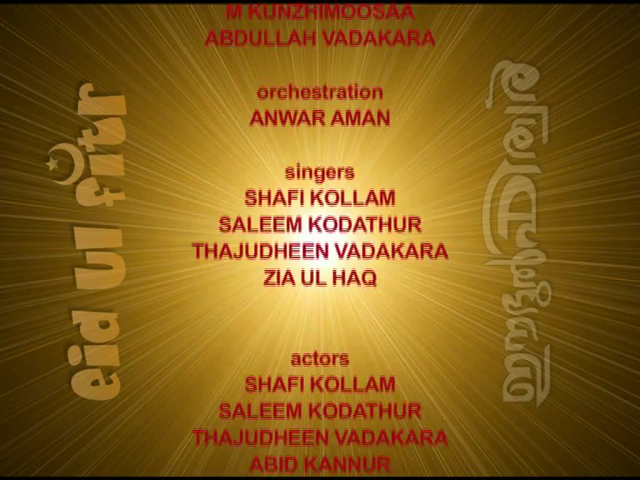 M KUNZHIMOOSAA
ABDULLAH VADAKARA
orchestration
ANWAR AMAN
singers
SHAFI KOLLAM
SALEEM KODATHUR
THAJUDHEEN VADAKARA
ZIA UL HAQ
actors
SHAFI KOLLAM
SALEEM KODATHUR
THAJUDHEEN VADAKARA
ABID KANNUR
eid Ul fitr